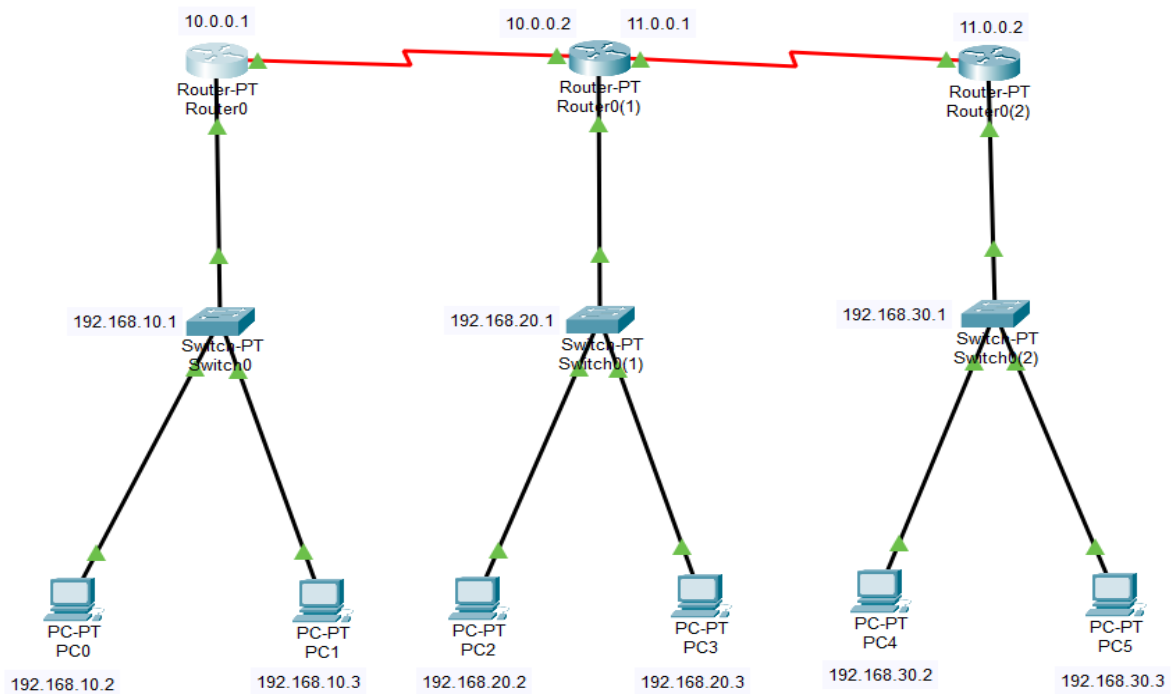 10.0.0.1
10.0.0.2
11.0.0.1
11.0.0.2
Router-PT
Router0
Router-PT
Router0(1)
Router-PT
Router0(2)
192.168.10.1
Switch-PT
Switch0
192.168.20.1
Switch-PT
Switch0(1)
192.168.30.1
Switch-PT
Switch0(2)
PC-PT
PC0
PC-PT
PC1
PC-PT
PC2
PC-PT
PC3
PC-PT
PC4
PC-PT
PC5
192.168.10.2
192.168.10.3
192.168.20.2
192.168.20.3
192.168.30.2
192.168.30.3